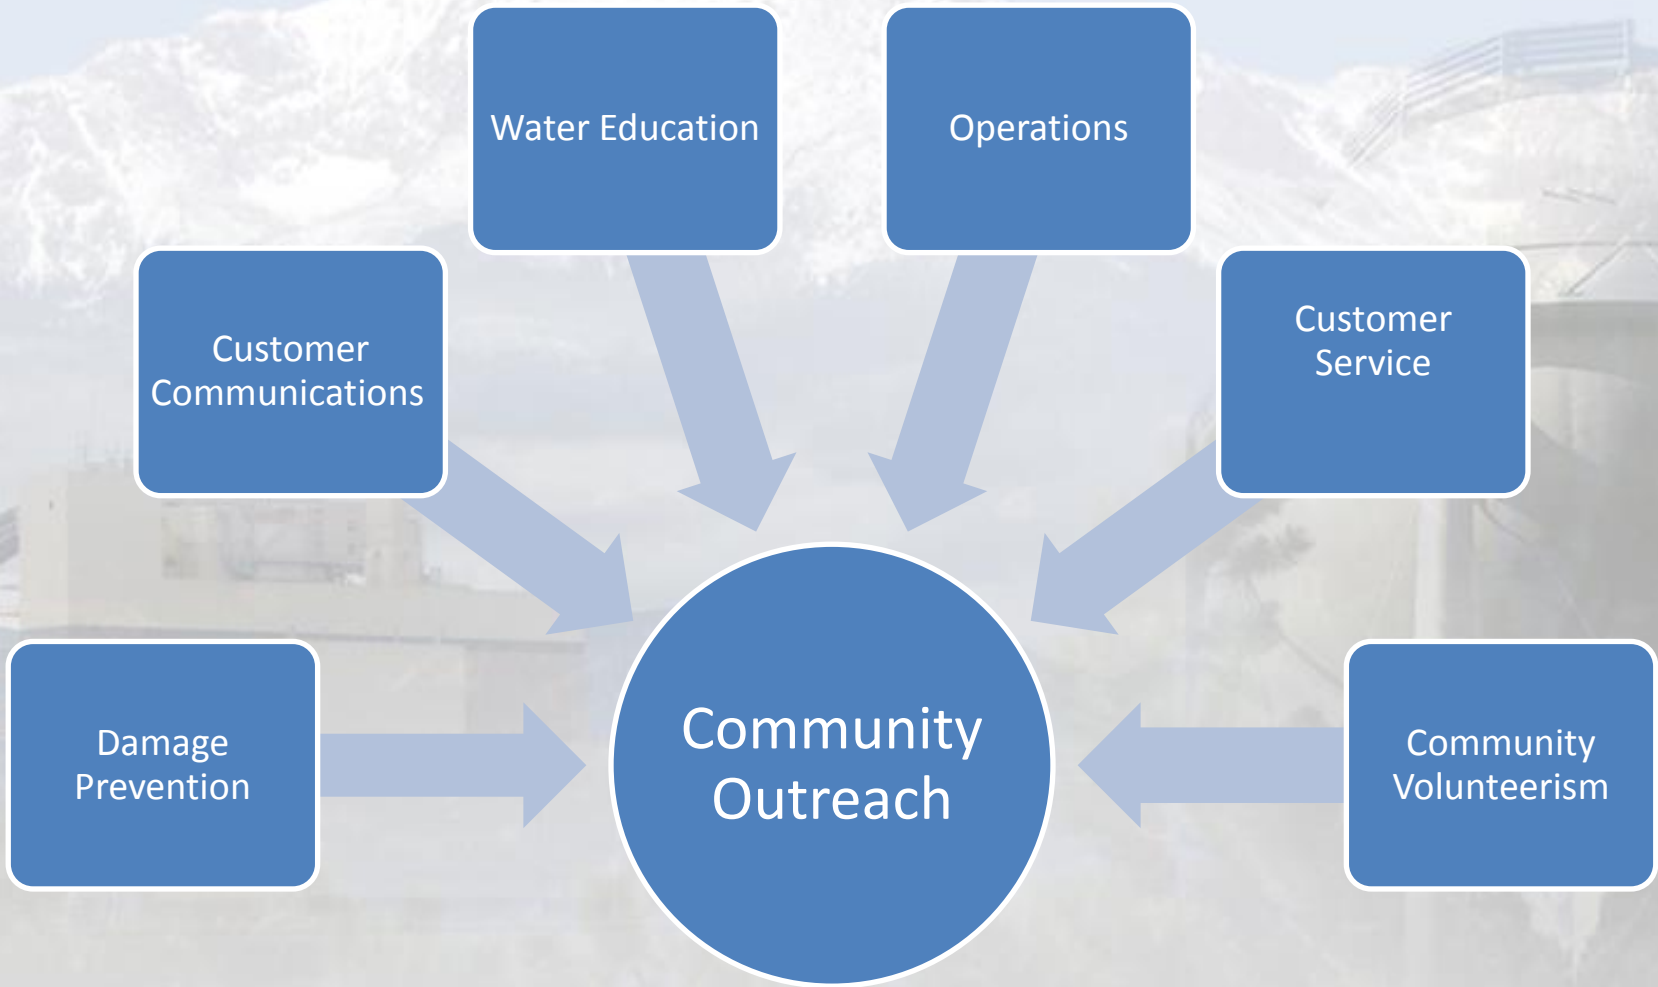 Water Education
Operations
Customer
Communications
Customer
Service
Damage
Prevention
Community
Outreach
Community
Volunteerism